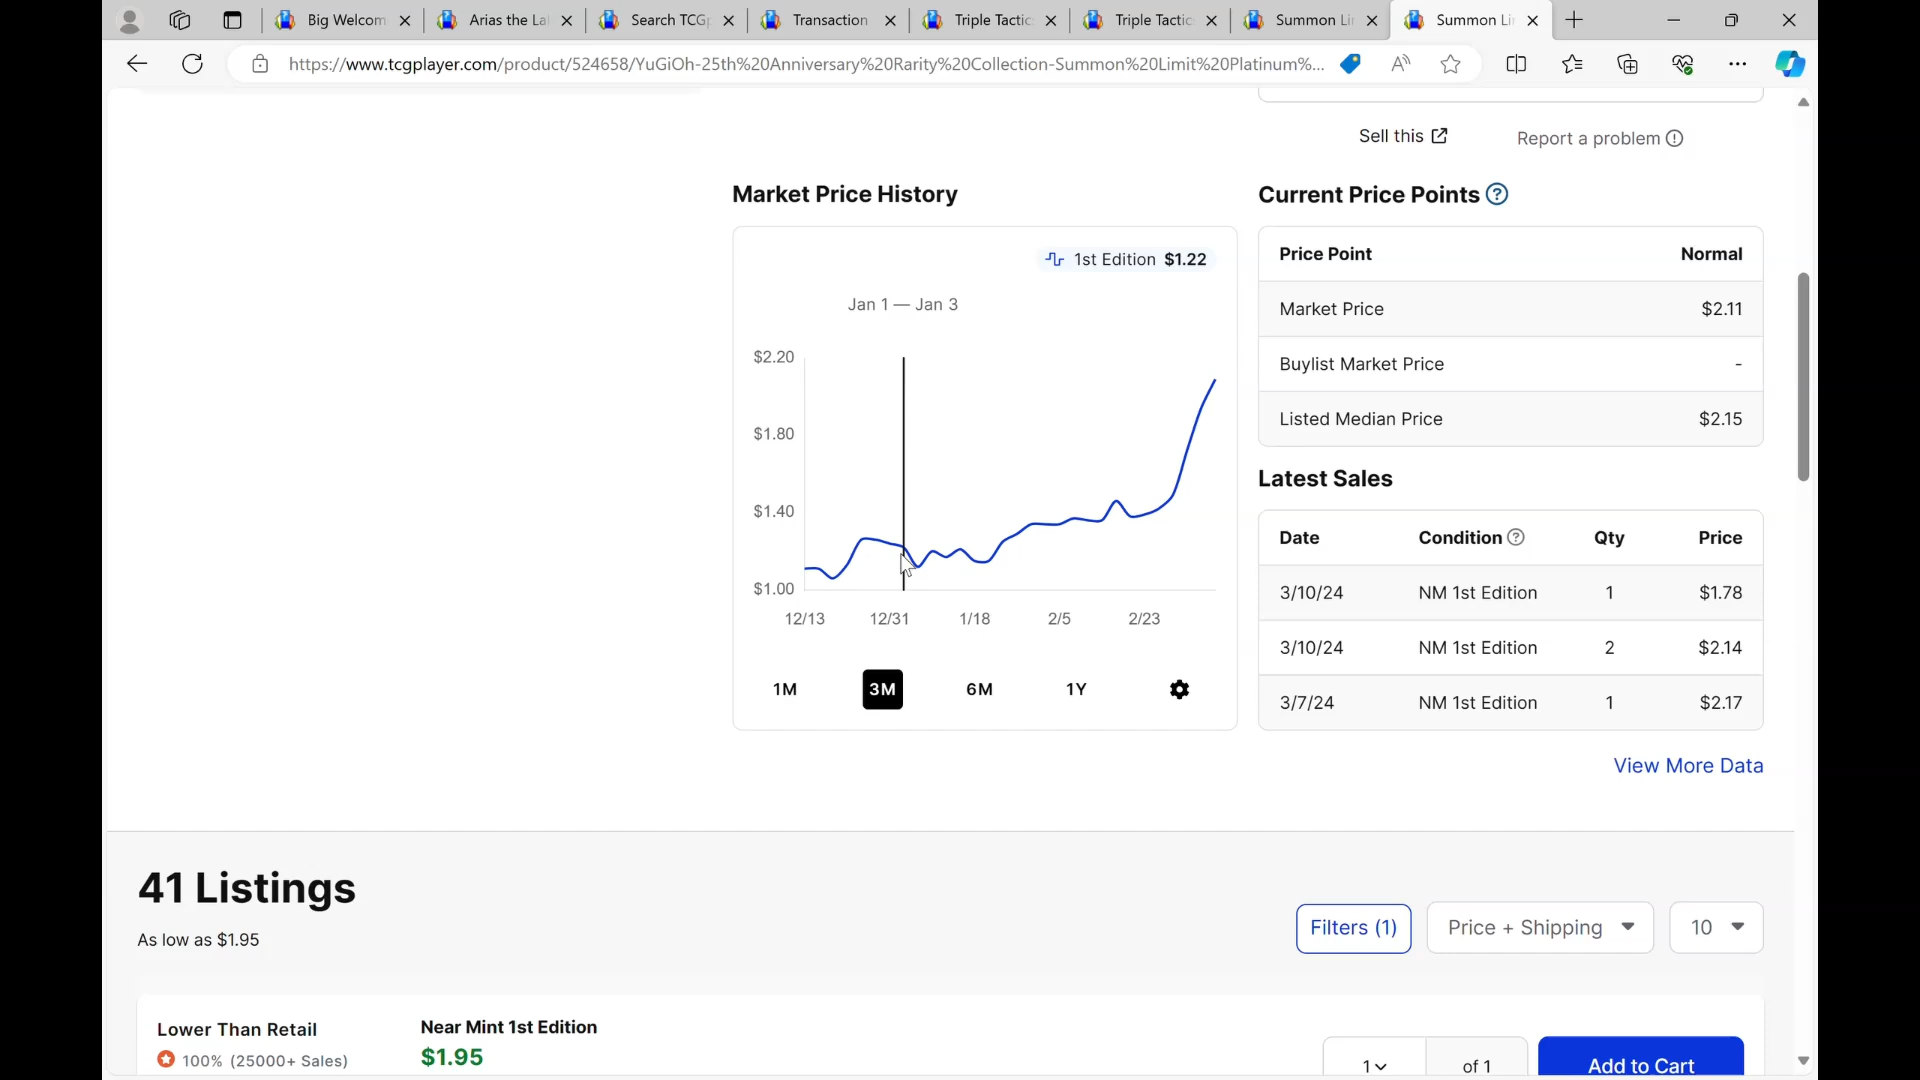 Big Welcom
Arias the La
Search TCGp
Transaction
Triple Tactic
Triple Tactic
Summon Lir
Summon Lir
https://www.tcgplayer.com/product/524658/YuGiOh-25th%20Anniversary%20Rarity%20Collection-Summon%20Limit%20Platinum%...
Sell this
Report a problem
Market Price History
1st Edition $1.22
Jan 1 — Jan 3
$2.20
$1.80
$1.40
$1.00
12/13 12/31 1/18 2/5 2/23
1M 3M 6M 1Y
Current Price Points
Price Point Normal
Market Price $2.11
Buylist Market Price -
Listed Median Price $2.15
Latest Sales
Date Condition Qty Price
3/10/24 NM 1st Edition 1 $1.78
3/10/24 NM 1st Edition 2 $2.14
3/7/24 NM 1st Edition 1 $2.17
View More Data
41 Listings
As low as $1.95
Filters (1) Price + Shipping 10
Lower Than Retail
100% (25000+ Sales)
Near Mint 1st Edition
$1.95
1 of 1 Add to Cart